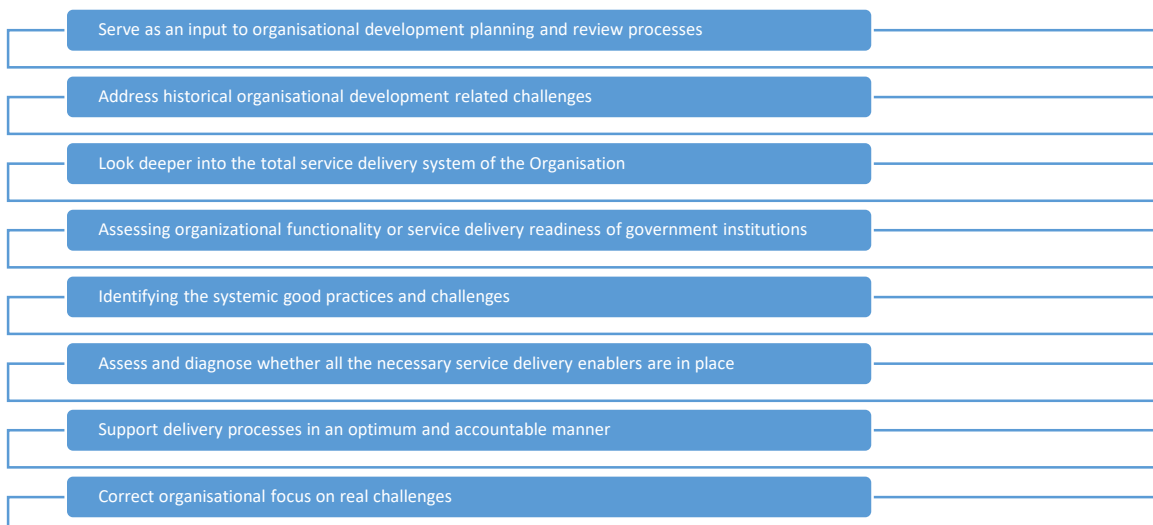 Serve as an input to organisational development planning and review processes
Address historical organisational development related challenges
Look deeper into the total service delivery system of the Organisation
Assessing organizational functionality or service delivery readiness of government institutions
Identifying the systemic good practices and challenges
Assess and diagnose whether all the necessary service delivery enablers are in place
Support delivery processes in an optimum and accountable manner
Correct organisational focus on real challenges